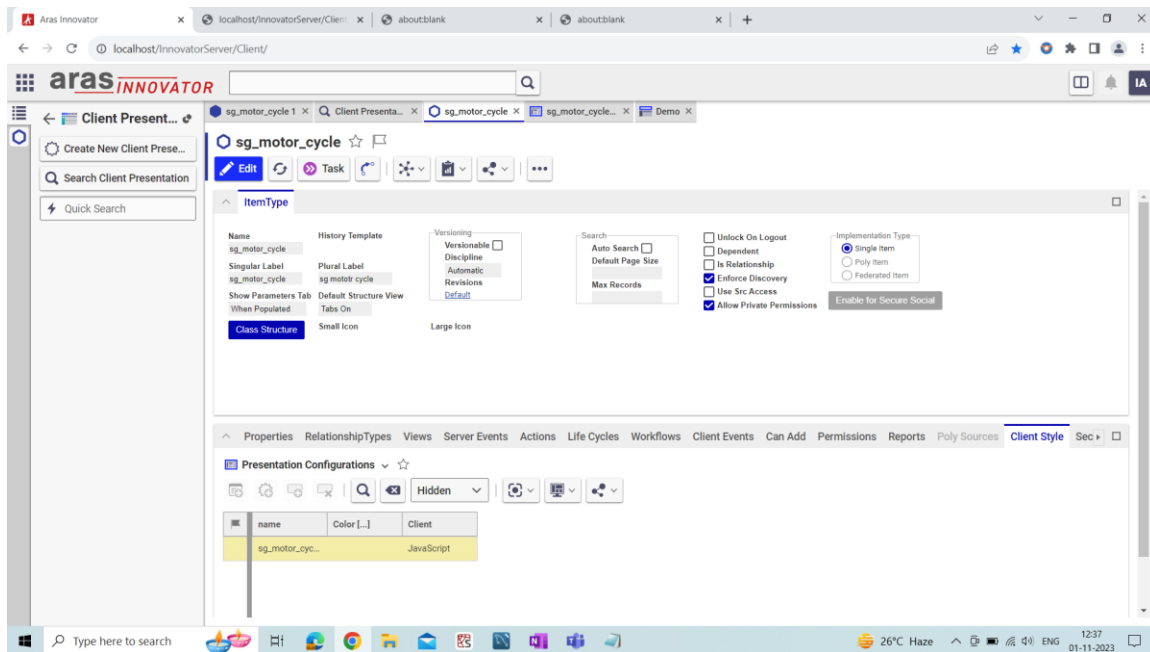 Aras Innovator
localhost/InnovatorServer/Client
about:blank
about:blank
localhost/InnovatorServer/Client/
aras INNOVATOR
IA
Client Present...
Create New Client Prese...
Search Client Presentation
Quick Search
sg_motor_cycle 1
Client Presenta...
sg_motor_cycle
sg_motor_cycle...
Demo
sg_motor_cycle
Edit
Task
ItemType
Name
History Template
Versioning
Search
Implementation Type
sg_motor_cycle
Versionable
Auto Search
Unlock On Logout
Single Item
Discipline
Default Page Size
Dependent
Poly Item
Singular Label
Plural Label
Automatic
Is Relationship
Federated Item
sg_motor_cycle
sg mototr cycle
Revisions
Max Records
Enforce Discovery
Show Parameters Tab
Default Structure View
Default
Use Src Access
Enable for Secure Social
When Populated
Tabs On
Allow Private Permissions
Class Structure
Small Icon
Large Icon
Properties RelationshipTypes Views Server Events Actions Life Cycles Workflows Client Events Can Add Permissions Reports Poly Sources Client Style Sec
Presentation Configurations
Hidden
name Color [...] Client
sg_motor_cyc... JavaScript
Type here to search
26°C Haze
ENG
12:37
01-11-2023